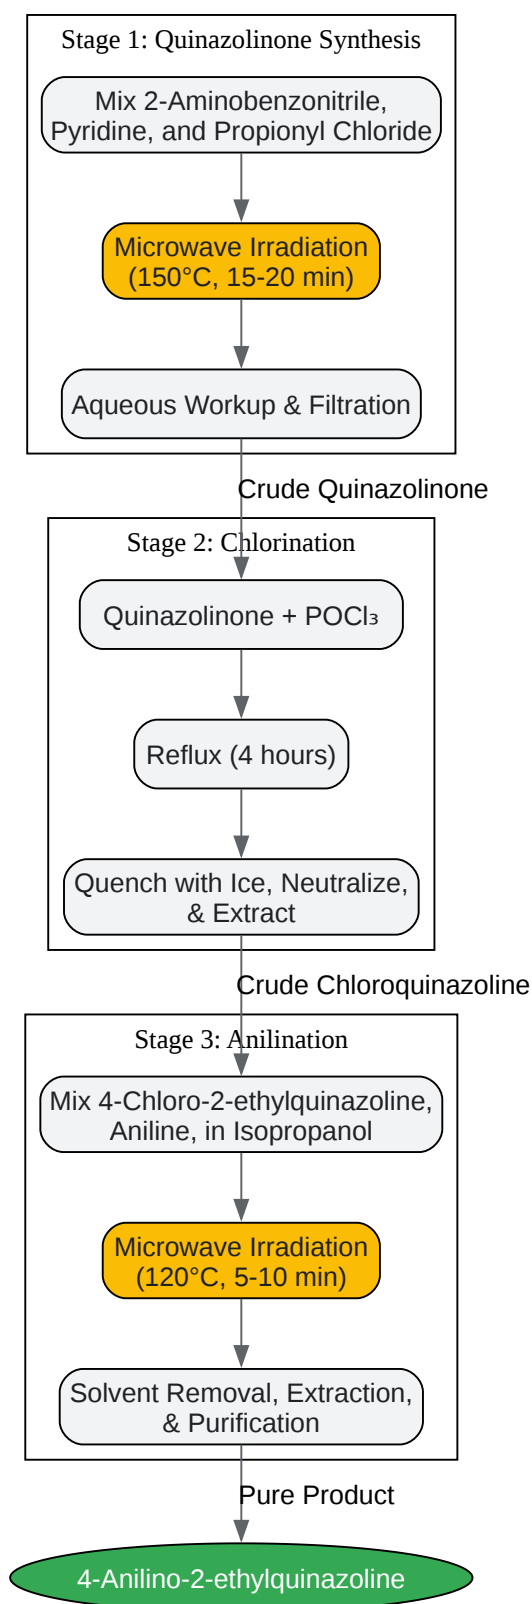 Stage 1: Quinazolinone Synthesis
Mix 2-Aminobenzonitrile,
Pyridine, and Propionyl Chloride
Microwave Irradiation
(150°C, 15-20 min)
Aqueous Workup & Filtration
Crude Quinazolinone
Stage 2: Chlorination
Quinazolinone + POCl₃
Reflux (4 hours)
Quench with Ice, Neutralize,
& Extract
Crude Chloroquinazoline
Stage 3: Anilination
Mix 4-Chloro-2-ethylquinazoline,
Aniline, in Isopropanol
Microwave Irradiation
(120°C, 5-10 min)
Solvent Removal, Extraction,
& Purification
Pure Product
4-Anilino-2-ethylquinazoline